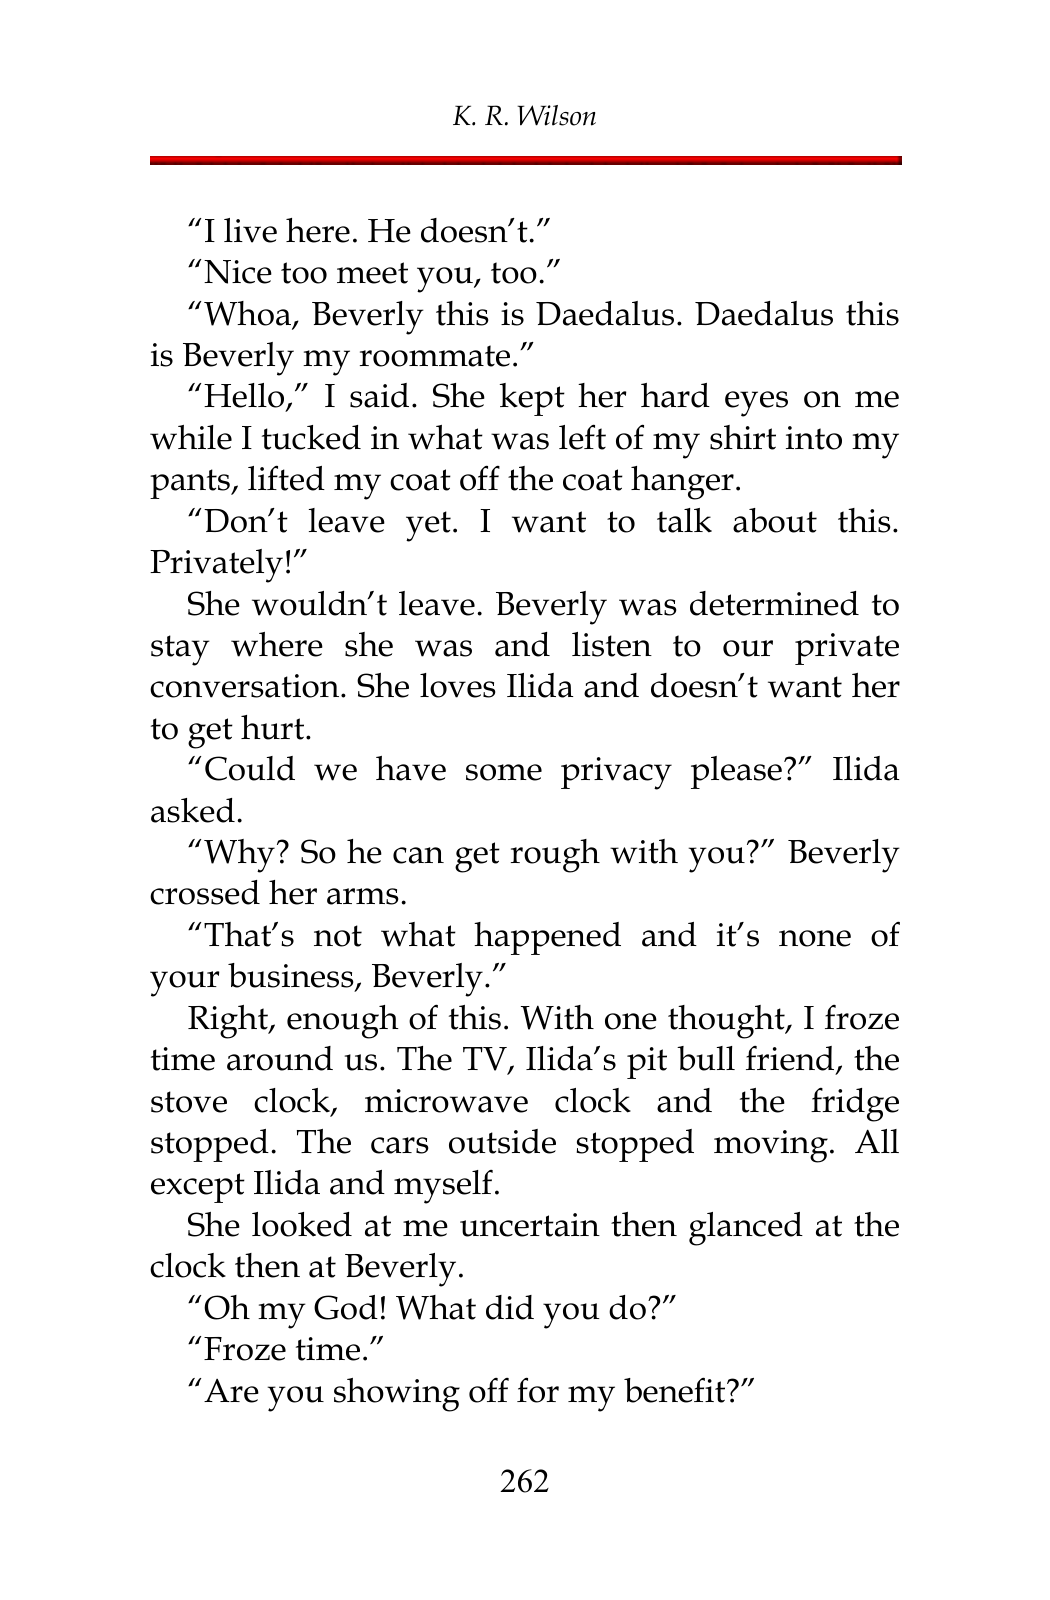 K. R. Wilson
“I live here. He doesn’t.”
“Nice too meet you, too.”
“Whoa, Beverly this is Daedalus. Daedalus this
is Beverly my roommate.”
“Hello,” I said. She kept her hard eyes on me
while I tucked in what was left of my shirt into my
pants, lifted my coat off the coat hanger.
“Don’t leave yet. I want to talk about this.
Privately!”
She wouldn’t leave. Beverly was determined to
stay where she was and listen to our private
conversation. She loves Ilida and doesn’t want her
to get hurt.
“Could we have some privacy please?” Ilida
asked.
“Why? So he can get rough with you?” Beverly
crossed her arms.
“That’s not what happened and it’s none of
your business, Beverly.”
Right, enough of this. With one thought, I froze
time around us. The TV, Ilida’s pit bull friend, the
stove clock, microwave clock and the fridge
stopped. The cars outside stopped moving. All
except Ilida and myself.
She looked at me uncertain then glanced at the
clock then at Beverly.
“Oh my God! What did you do?”
“Froze time.”
“Are you showing off for my benefit?”
262